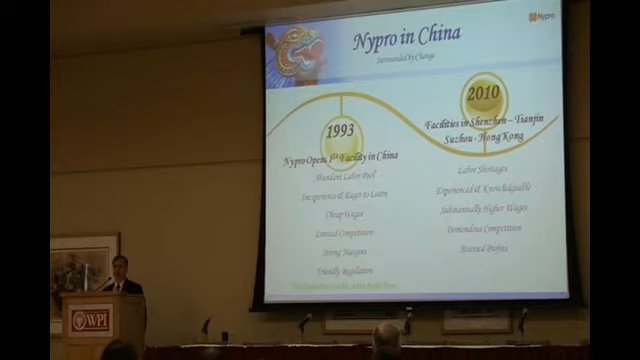 Nypro
Nypro in China
Surrounded by Change
2010
1993
Facilities in Shenzhen – Tianjin
Suzhou - Hong Kong
Nypro Opens 1st Facility in China
Abundant Labor Pool
Labor Shortages
Inexperience & Eager to Learn
Experienced & Knowledgeable
Cheap Wages
Substantially Higher Wages
Limited Competition
Tremendous Competition
Strong Margins
Stressed Profits
Friendly Regulation
WPI